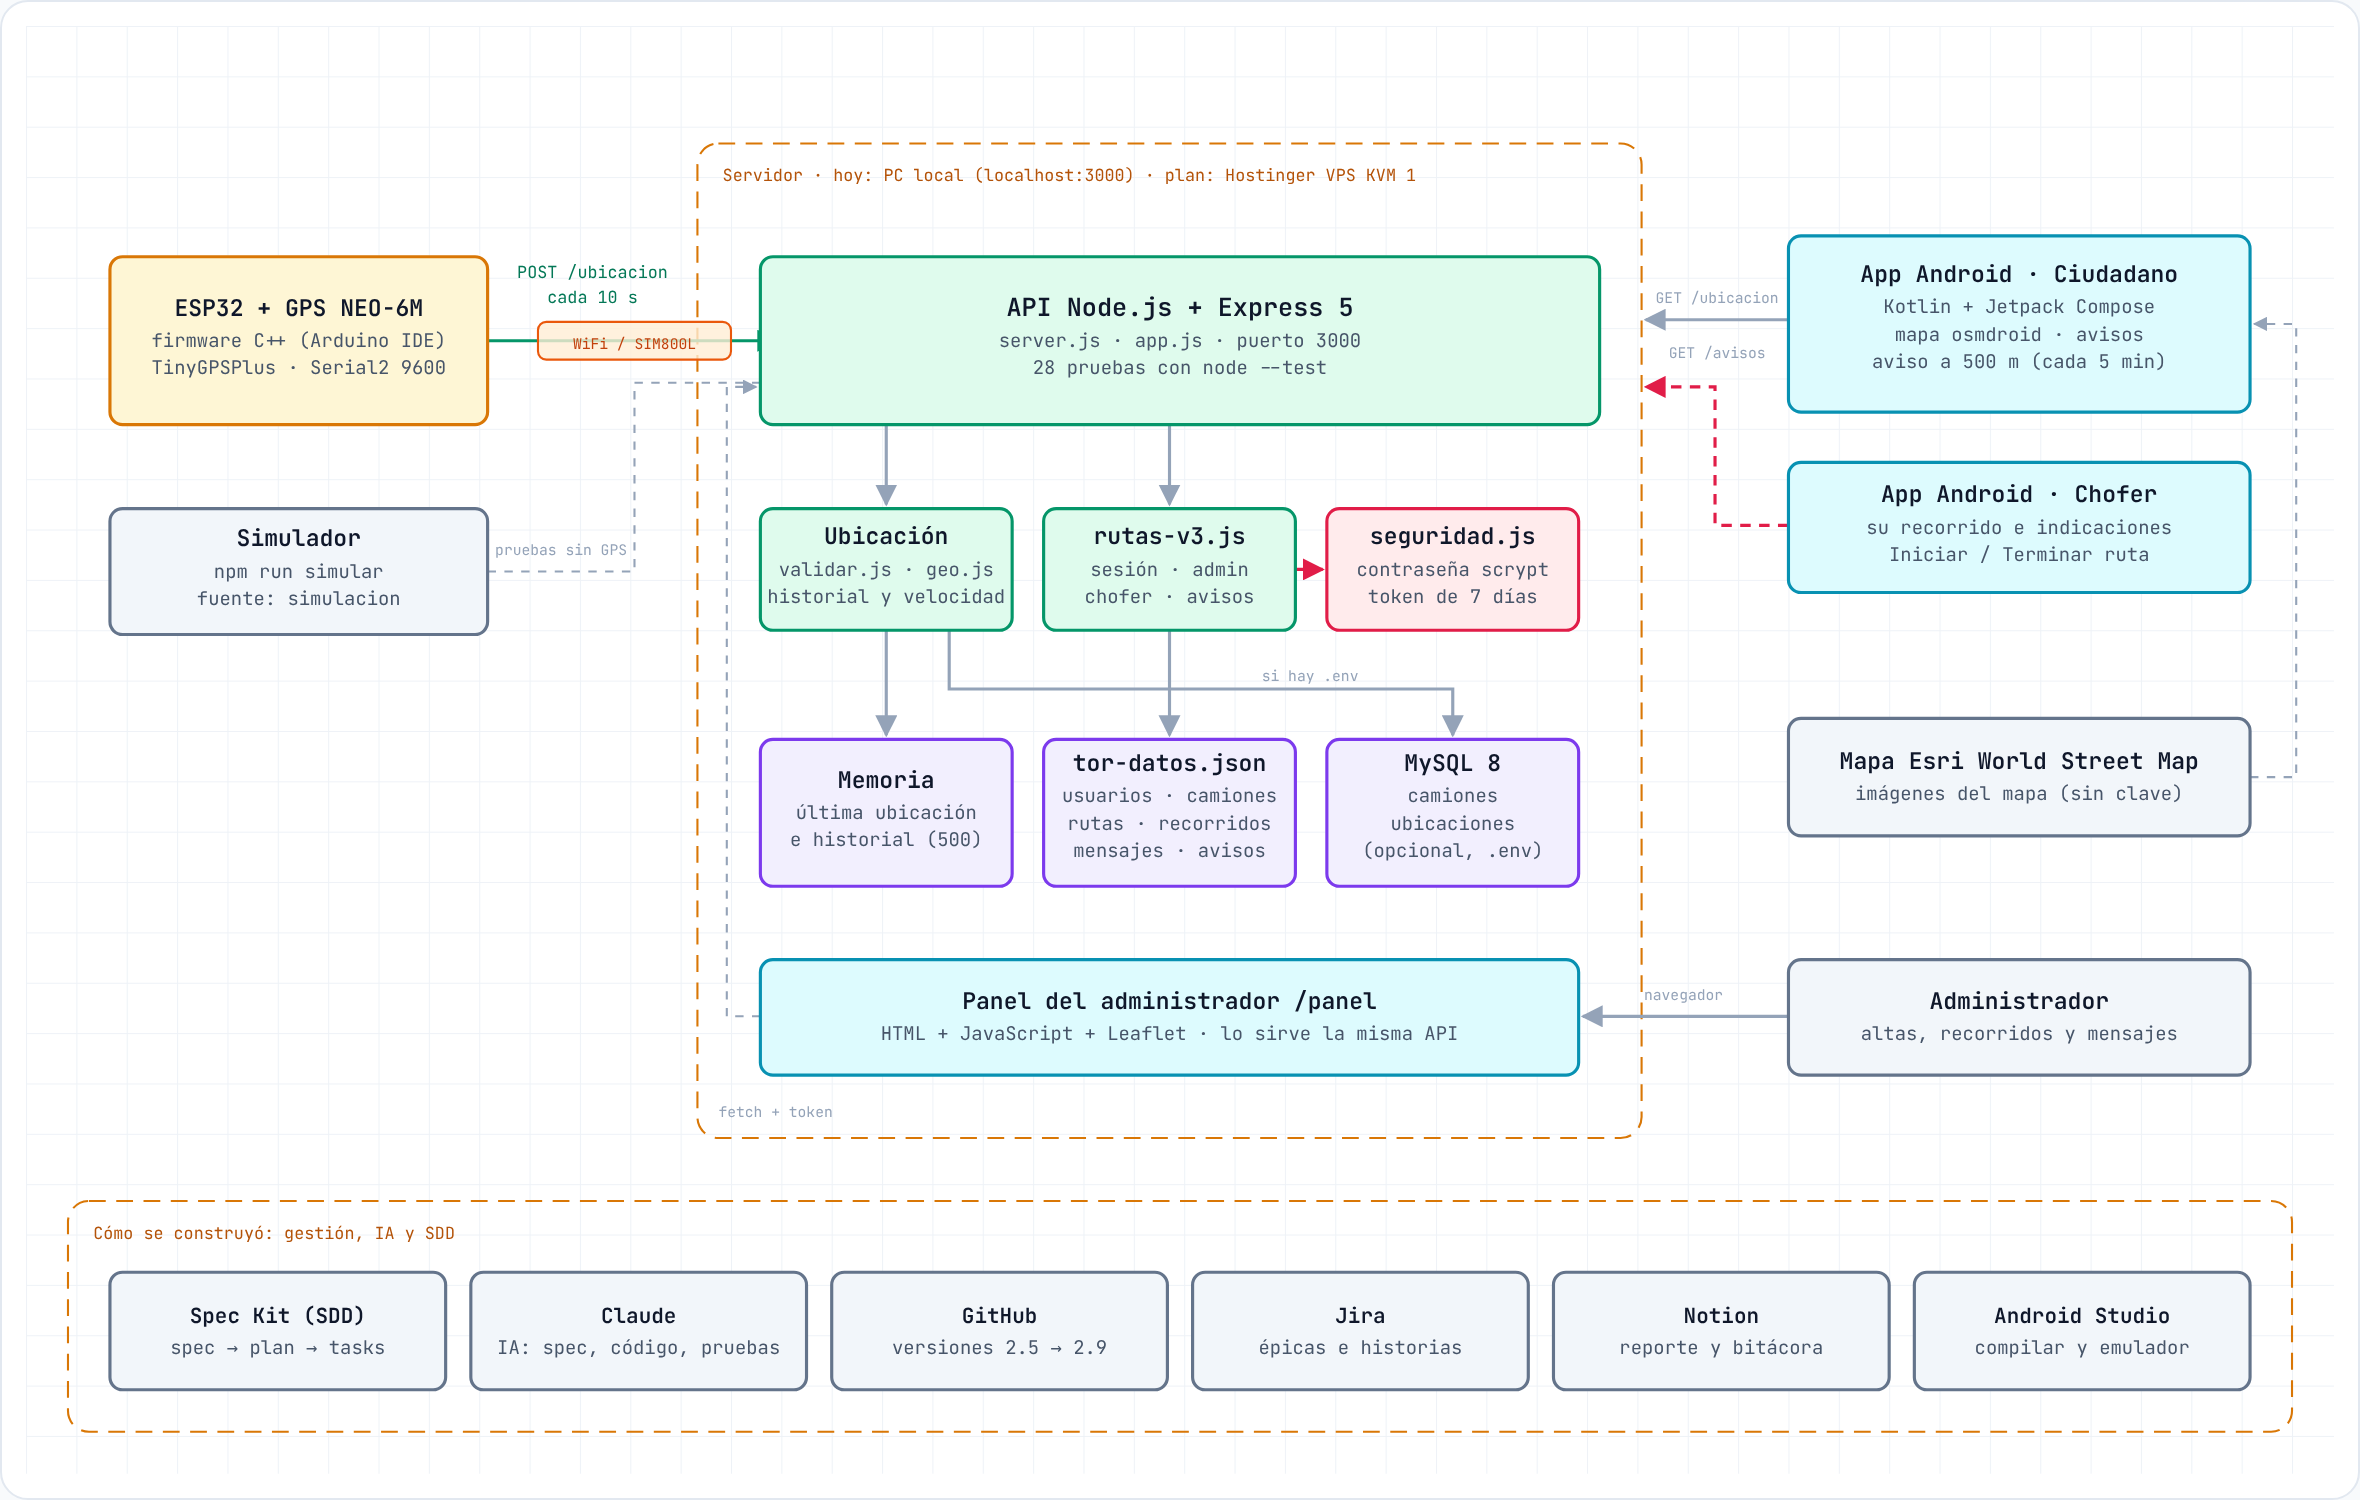 Servidor · hoy: PC local (localhost:3000) · plan: Hostinger VPS KVM 1
ESP32 + GPS NEO-6M
firmware C++ (Arduino IDE)
TinyGPSPlus · Serial2 9600
POST /ubicacion
cada 10 s
WiFi / SIM800L
API Node.js + Express 5
server.js · app.js · puerto 3000
28 pruebas con node --test
GET /ubicacion
GET /avisos
App Android · Ciudadano
Kotlin + Jetpack Compose
mapa osmdroid · avisos
aviso a 500 m (cada 5 min)
Simulador
npm run simular
fuente: simulacion
pruebas sin GPS
Ubicación
validar.js · geo.js
historial y velocidad
rutas-v3.js
sesión · admin
chofer · avisos
seguridad.js
contraseña scrypt
token de 7 días
App Android · Chofer
su recorrido e indicaciones
Iniciar / Terminar ruta
si hay .env
Memoria
última ubicación
e historial (500)
tor-datos.json
usuarios · camiones
rutas · recorridos
mensajes · avisos
MySQL 8
camiones
ubicaciones
(opcional, .env)
Mapa Esri World Street Map
imágenes del mapa (sin clave)
Panel del administrador /panel
HTML + JavaScript + Leaflet · lo sirve la misma API
navegador
Administrador
altas, recorridos y mensajes
fetch + token
Cómo se construyó: gestión, IA y SDD
Spec Kit (SDD)
spec → plan → tasks
Claude
IA: spec, código, pruebas
GitHub
versiones 2.5 → 2.9
Jira
épicas e historias
Notion
reporte y bitácora
Android Studio
compilar y emulador